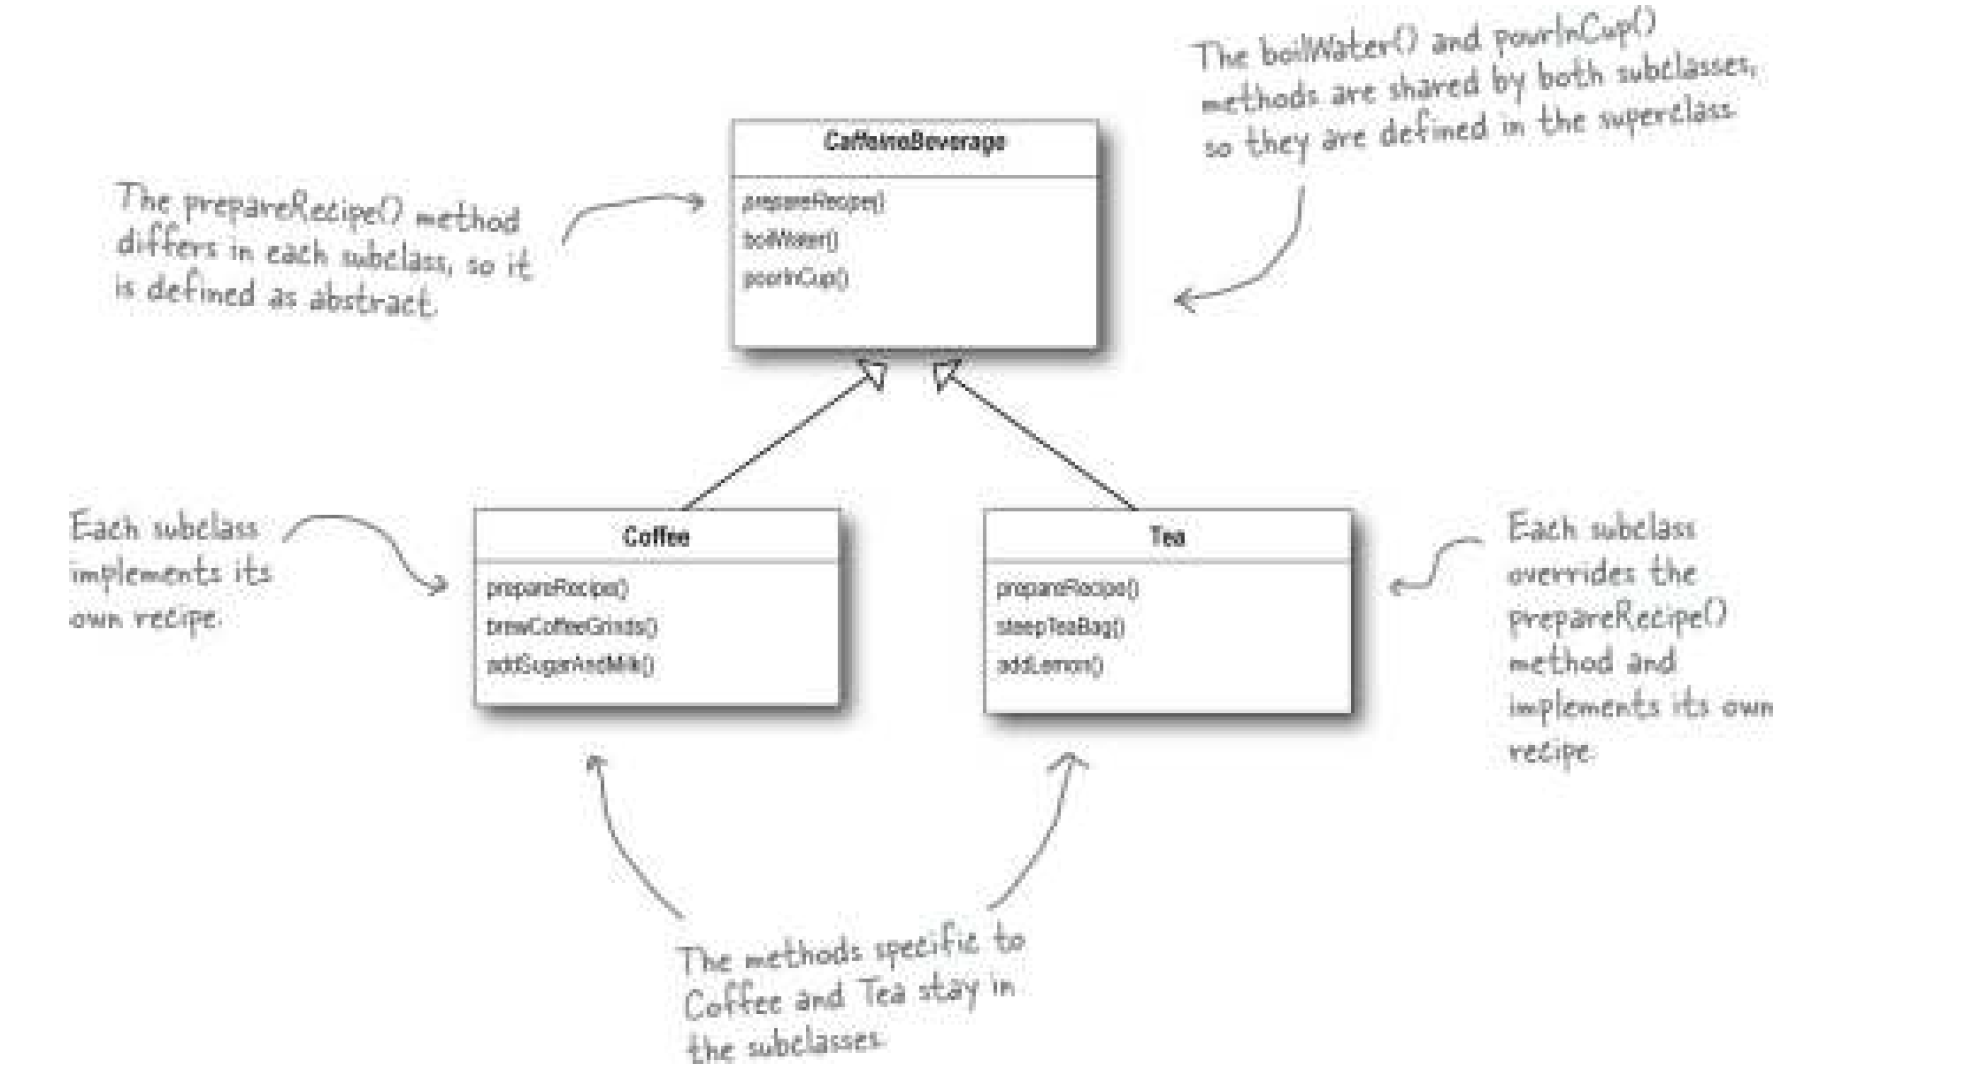 The boilWater() and pourInCup()
methods are shared by both subclasses,
so they are defined in the superclass.
CaffeineBeverage
prepareRecipe()
boilWater()
pourInCup()
The prepareRecipe() method
differs in each subclass, so it
is defined as abstract.
Each subclass
implements its
own recipe.
Coffee
prepareRecipe()
brewCoffeeGrinds()
addSugarAndMilk()
Tea
prepareRecipe()
steepTeaBag()
addLemon()
Each subclass
overrides the
prepareRecipe()
method and
implements its own
recipe.
The methods specific to
Coffee and Tea stay in
the subclasses.